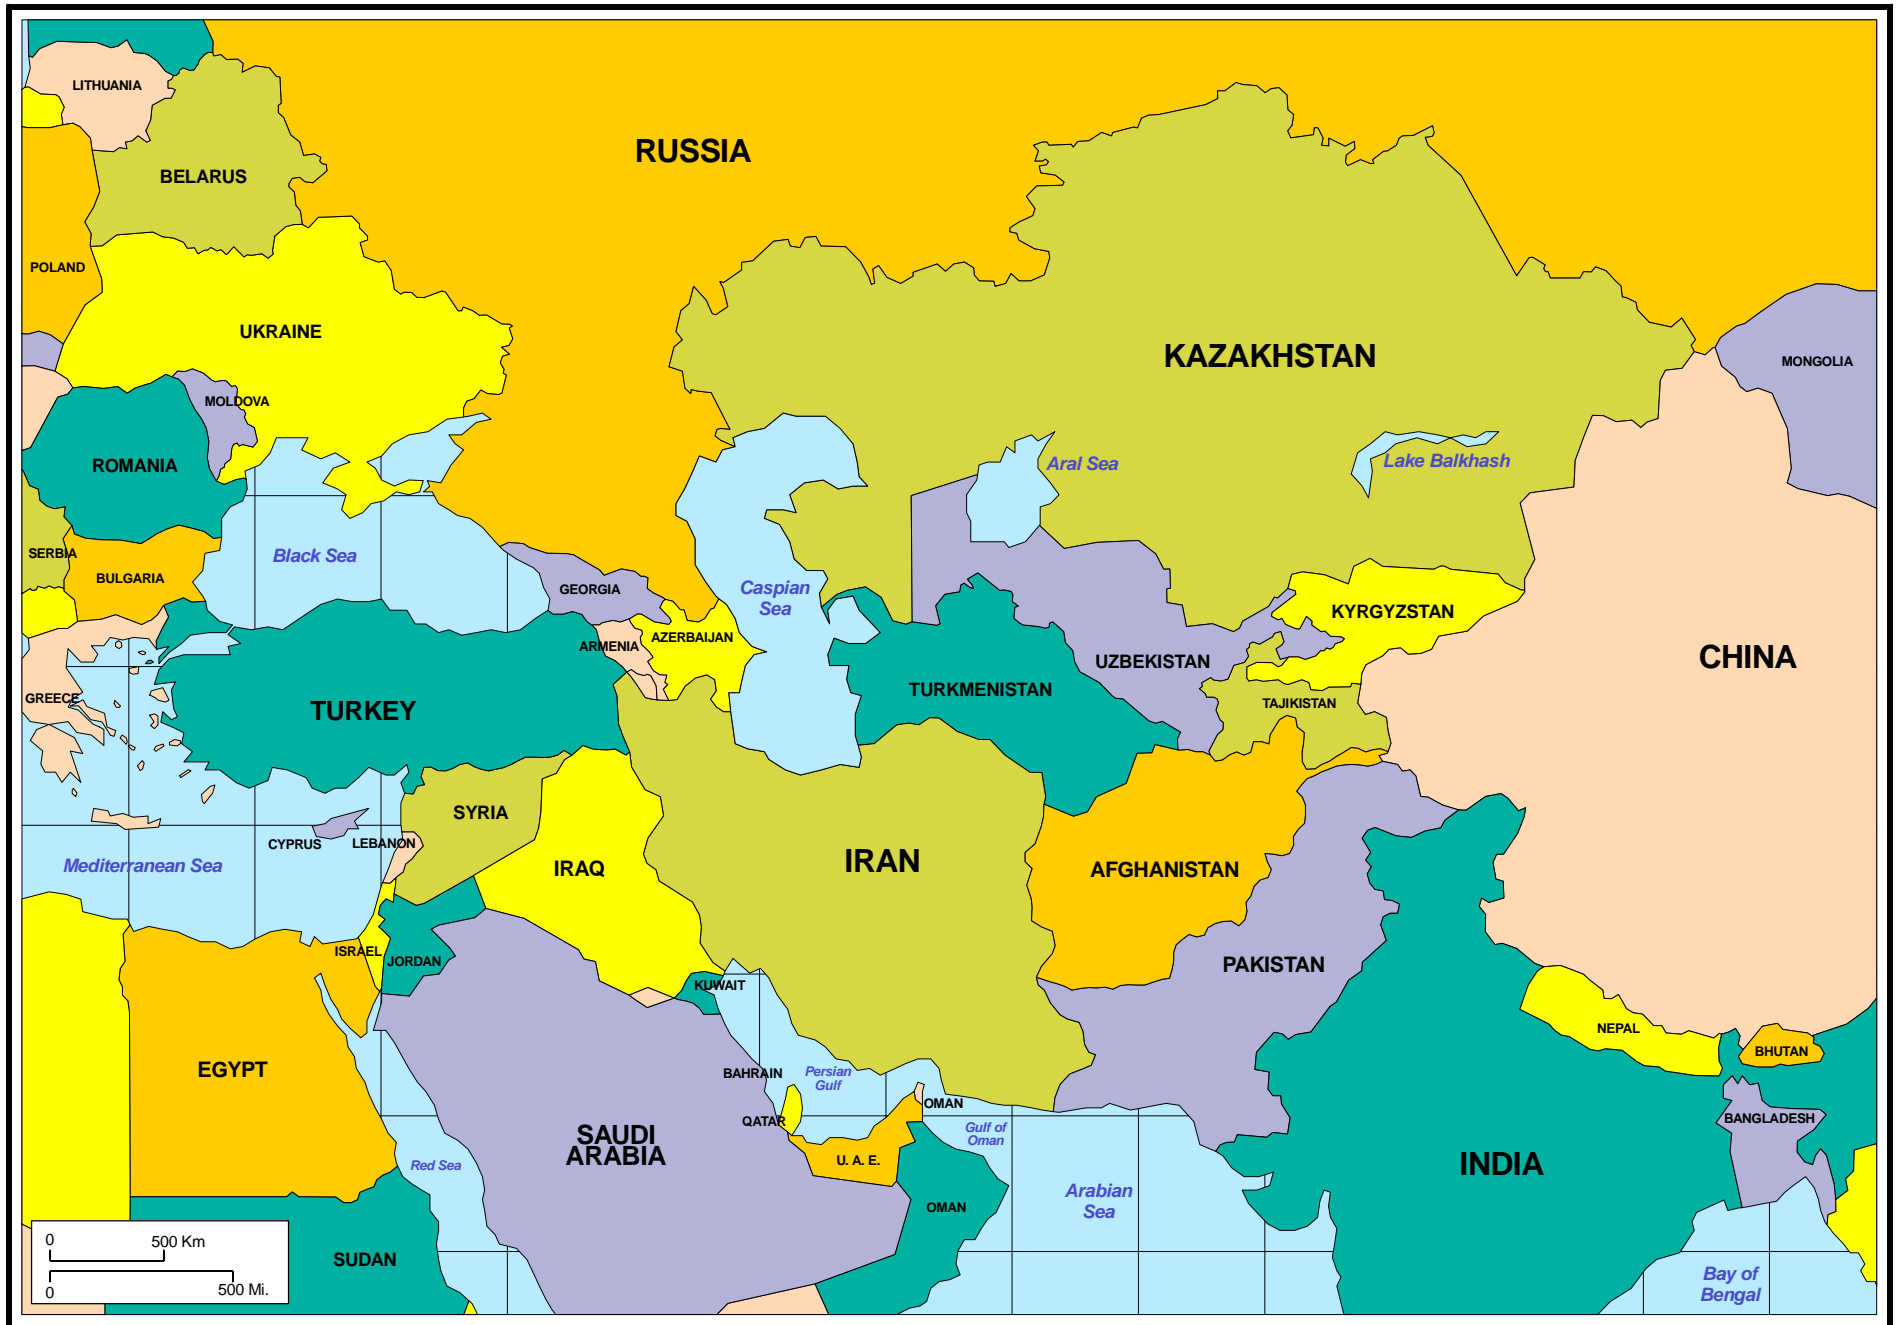 LITHUANIA
RUSSIA
BELARUS
POLAND
UKRAINE
KAZAKHSTAN
MONGOLIA
MOLDOVA
ROMANIA
Aral Sea
Lake Balkhash
SERBIA
BULGARIA
Black Sea
GEORGIA
Caspian
Sea
KYRGYZSTAN
ARMENIA
AZERBAIJAN
UZBEKISTAN
CHINA
GREECE
TURKEY
TURKMENISTAN
TAJIKISTAN
SYRIA
CYPRUS
LEBANON
Mediterranean Sea
IRAQ
IRAN
AFGHANISTAN
ISRAEL
JORDAN
PAKISTAN
KUWAIT
NEPAL
BHUTAN
EGYPT
BAHRAIN
Persian
Gulf
QATAR
OMAN
BANGLADESH
SAUDI
ARABIA
Gulf of
Oman
Red Sea
U. A. E.
INDIA
Arabian
Sea
OMAN
SUDAN
Bay of
Bengal
0 500 Km
0 500 Mi.